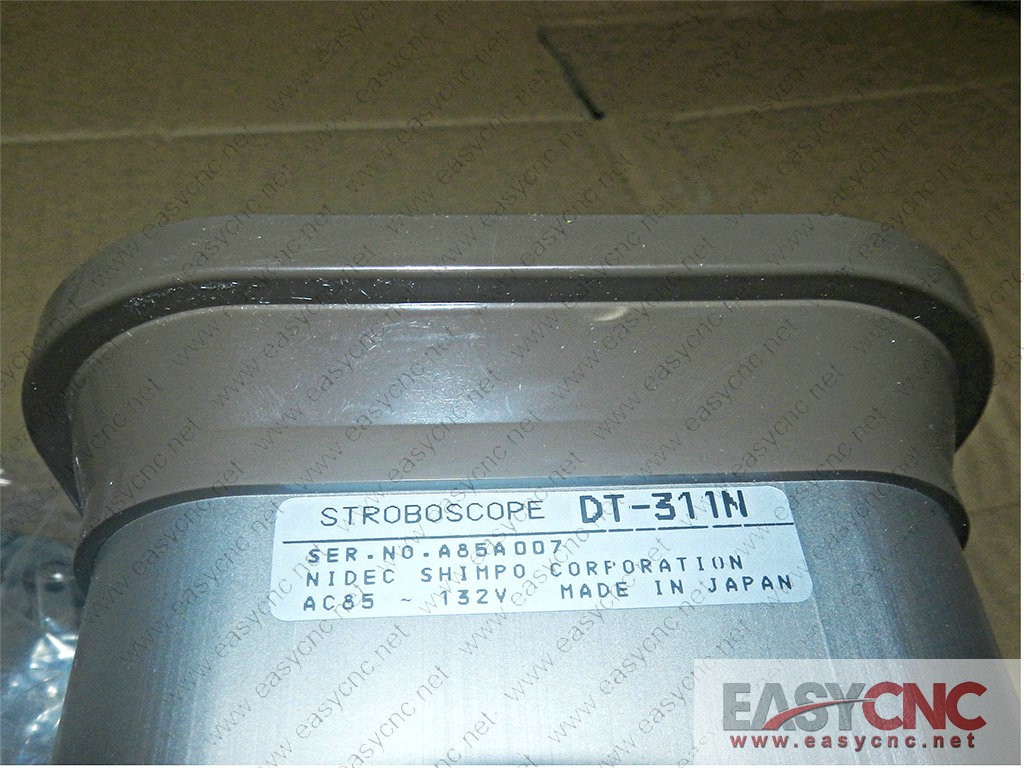 STROBOSCOPE DT-311N
SER.NO.A85A007
NIDEC SHIMPO CORPORATION
AC85 ~ 132V MADE IN JAPAN
EASYCNC
www.easycnc.net